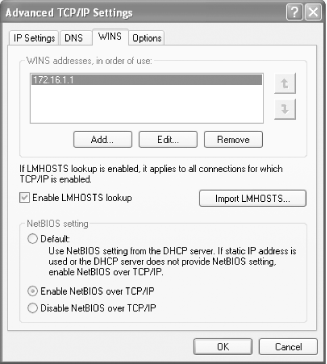 Advanced TCP/IP Settings
IP Settings DNS WINS Options
WINS addresses, in order of use:
172.16.1.1
Add... Edit... Remove
If LMHOSTS lookup is enabled, it applies to all connections for which
TCP/IP is enabled.
Enable LMHOSTS lookup Import LMHOSTS...
NetBIOS setting
Default:
Use NetBIOS setting from the DHCP server. If static IP address is
used or the DHCP server does not provide NetBIOS setting,
enable NetBIOS over TCP/IP.
Enable NetBIOS over TCP/IP
Disable NetBIOS over TCP/IP
OK Cancel